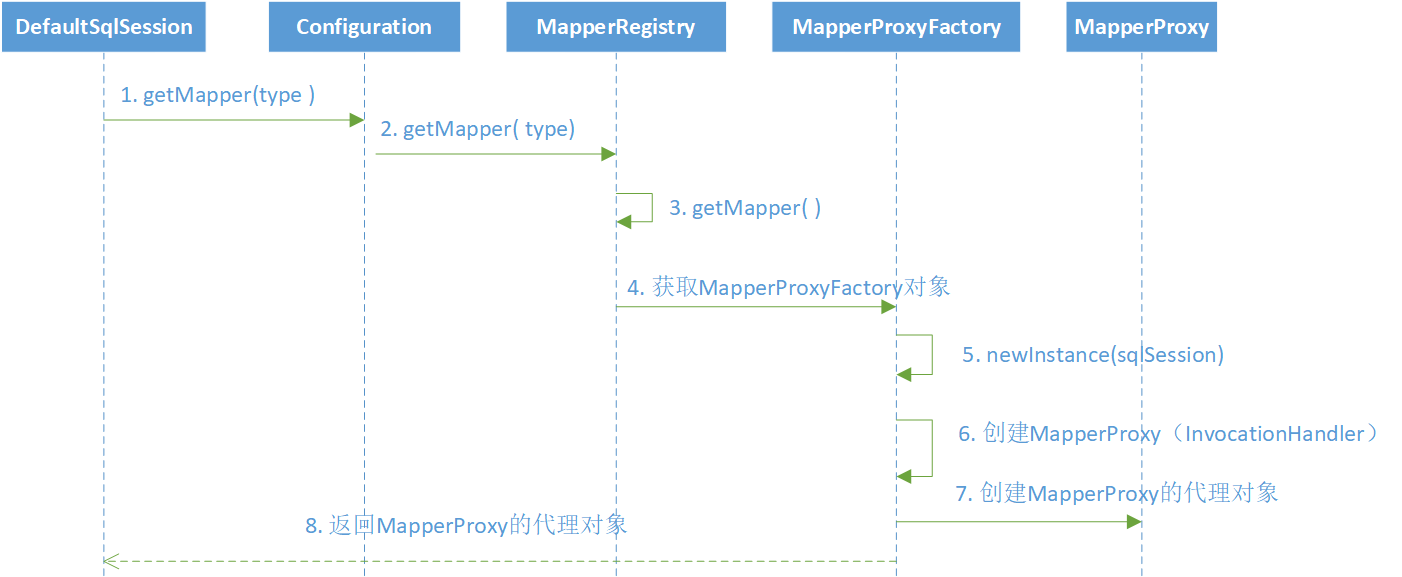 DefaultSqlSession
Configuration
MapperRegistry
MapperProxyFactory
MapperProxy
1. getMapper(type )
2. getMapper( type)
3. getMapper( )
4. 获取MapperProxyFactory对象
5. newInstance(sqlSession)
6. 创建MapperProxy（InvocationHandler）
7. 创建MapperProxy的代理对象
8. 返回MapperProxy的代理对象